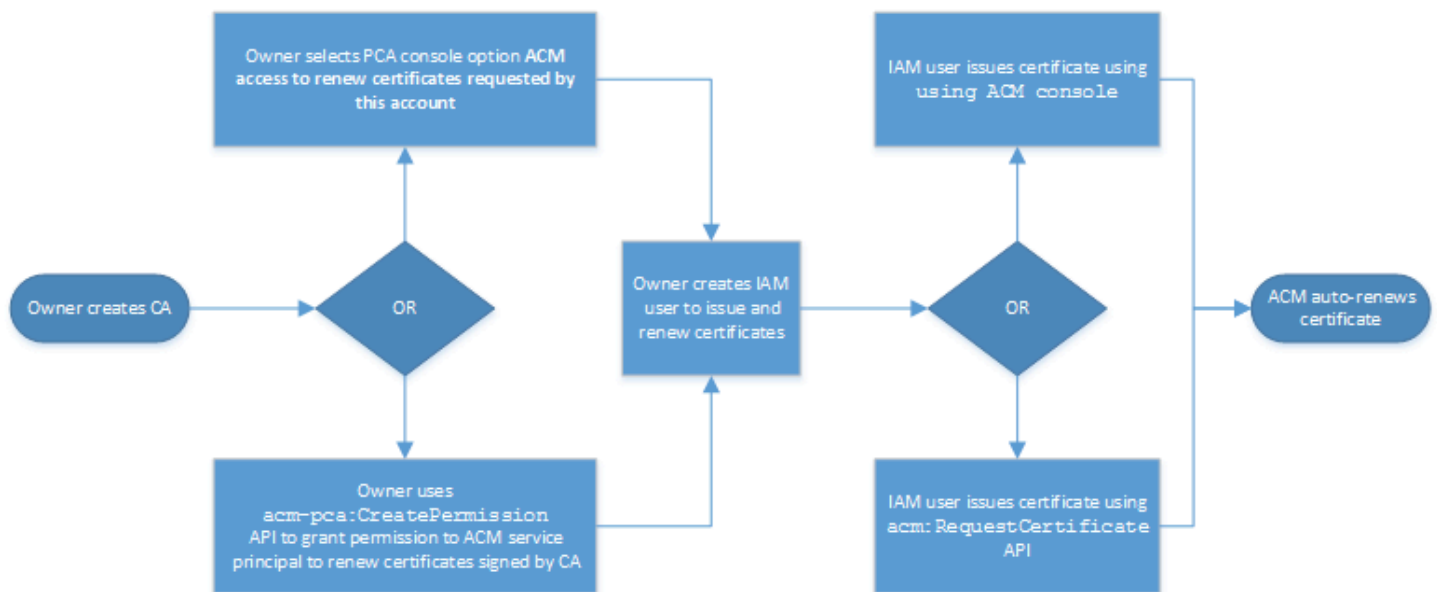 Owner creates CA
OR
Owner selects PCA console option ACM
access to renew certificates requested by
this account
Owner uses
acm-pca:CreatePermission
API to grant permission to ACM service
principal to renew certificates signed by CA
Owner creates IAM
user to issue and
renew certificates
OR
IAM user issues certificate using
using ACM console
IAM user issues certificate using
acm:RequestCertificate
API
ACM auto-renews
certificate